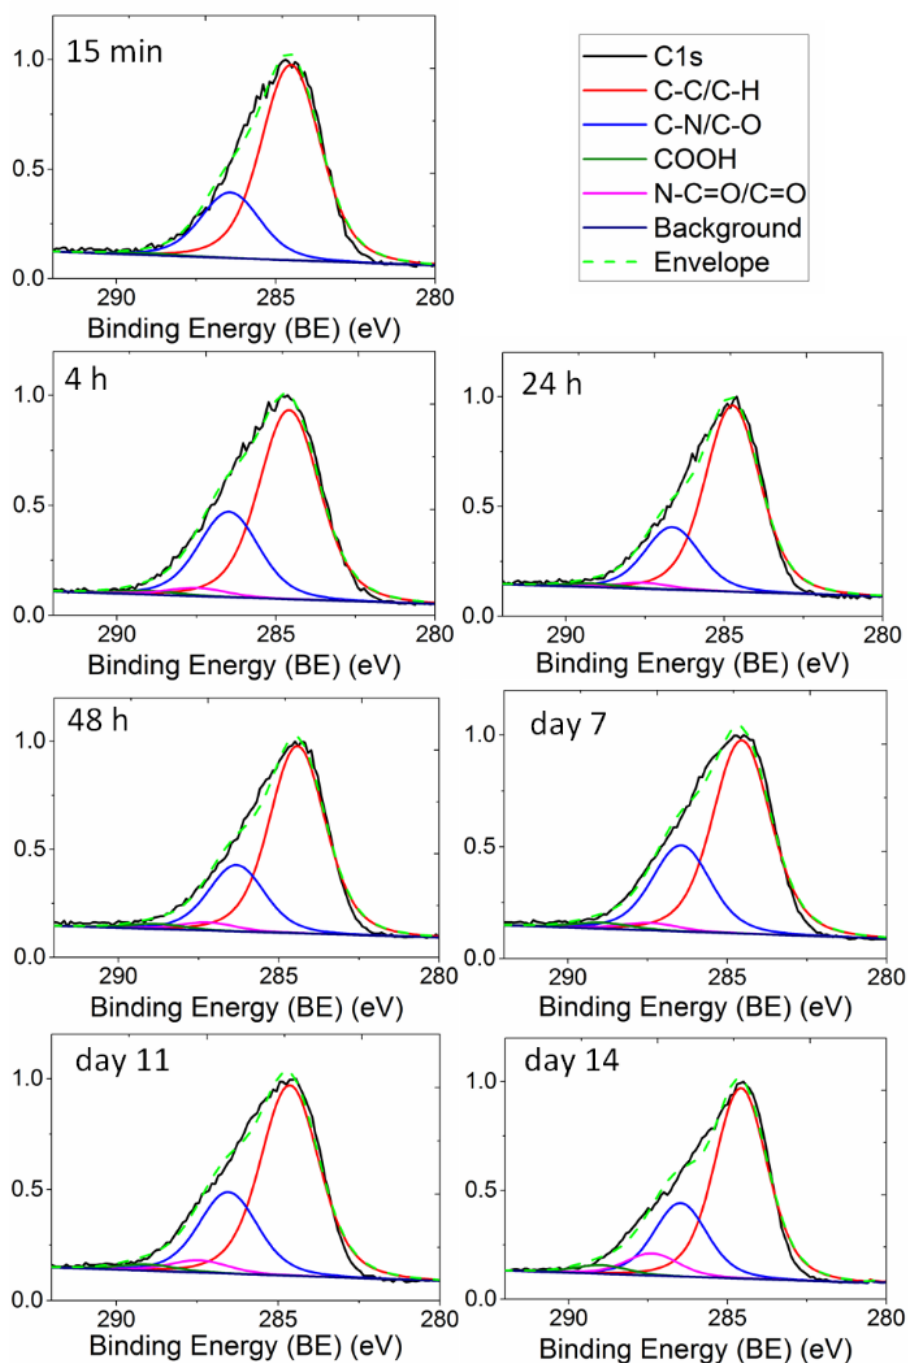 15 min
1.0
0.5
0.0
290 285 280
Binding Energy (BE) (eV)
C1s
C-C/C-H
C-N/C-O
COOH
N-C=O/C=O
Background
Envelope
4 h
1.0
0.5
0.0
290 285 280
Binding Energy (BE) (eV)
24 h
1.0
0.5
0.0
290 285 280
Binding Energy (BE) (eV)
48 h
1.0
0.5
0.0
290 285 280
Binding Energy (BE) (eV)
day 7
1.0
0.5
0.0
290 285 280
Binding Energy (BE) (eV)
day 11
1.0
0.5
0.0
290 285 280
Binding Energy (BE) (eV)
day 14
1.0
0.5
0.0
290 285 280
Binding Energy (BE) (eV)